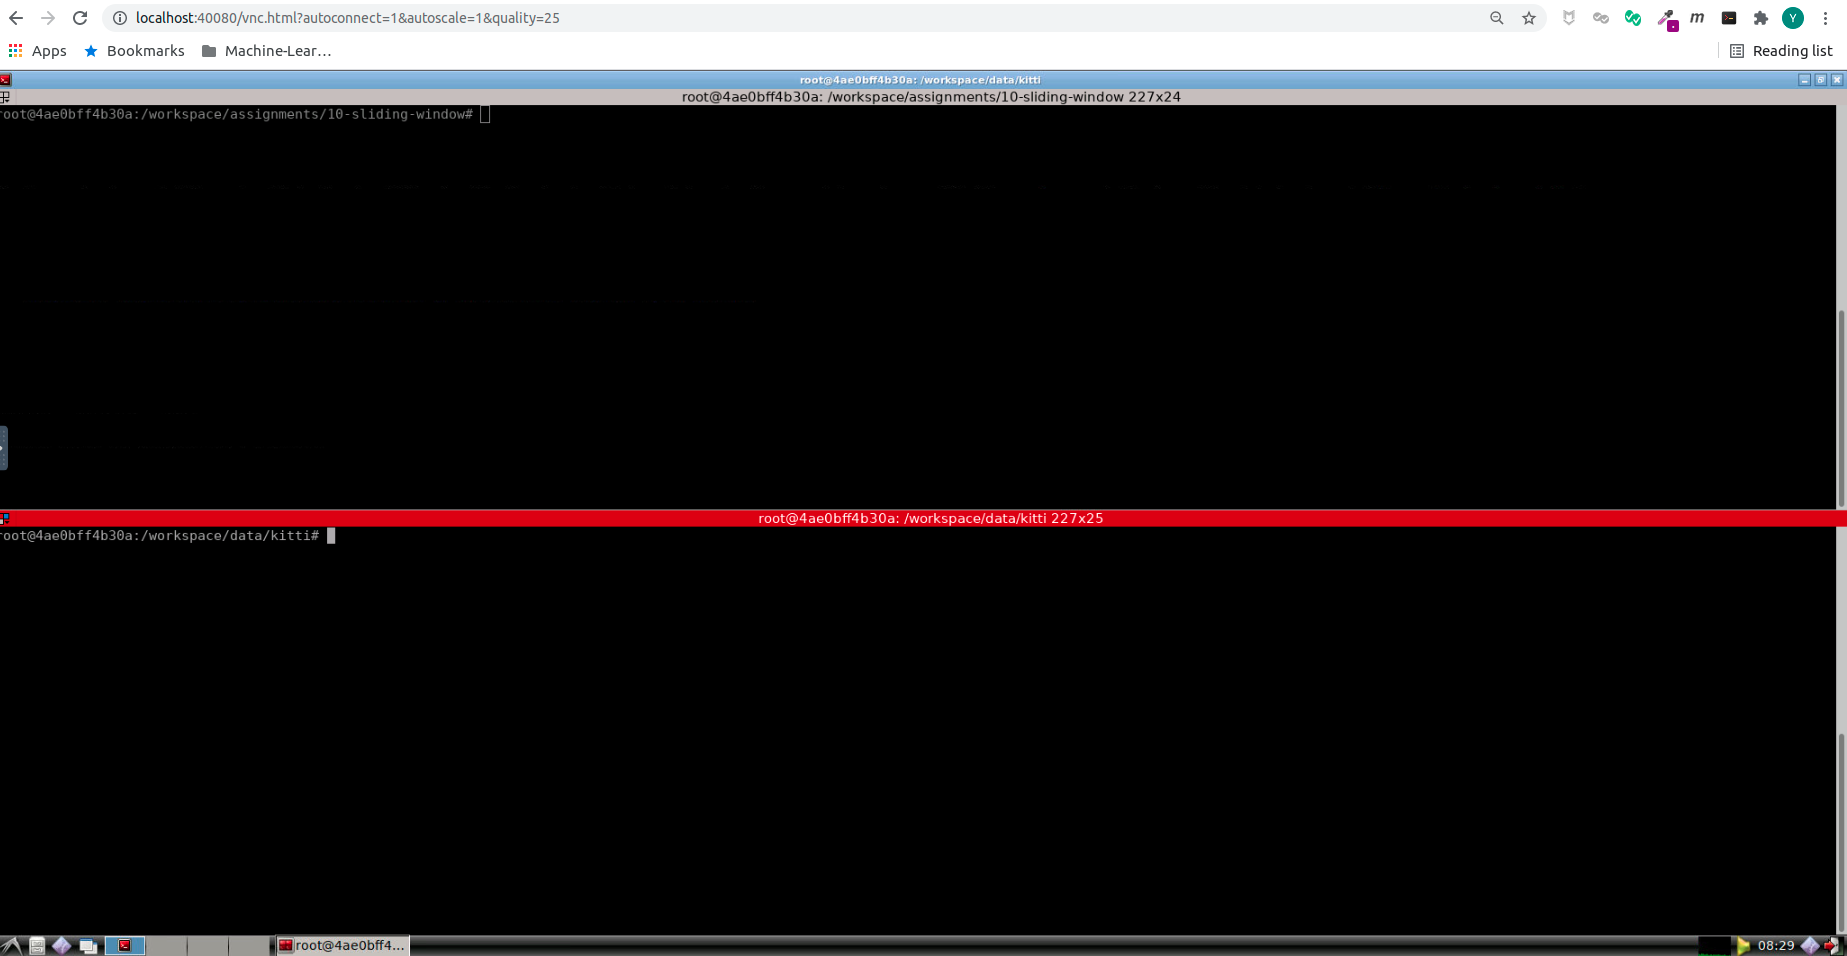 localhost:40080/vnc.html?autoconnect=1&autoscale=1&quality=25
Apps Bookmarks Machine-Lear… Reading list
root@4ae0bff4b30a: /workspace/data/kitti
root@4ae0bff4b30a: /workspace/assignments/10-sliding-window 227x24
root@4ae0bff4b30a:/workspace/assignments/10-sliding-window#
root@4ae0bff4b30a: /workspace/data/kitti 227x25
root@4ae0bff4b30a:/workspace/data/kitti#
root@4ae0bff4... 08:29